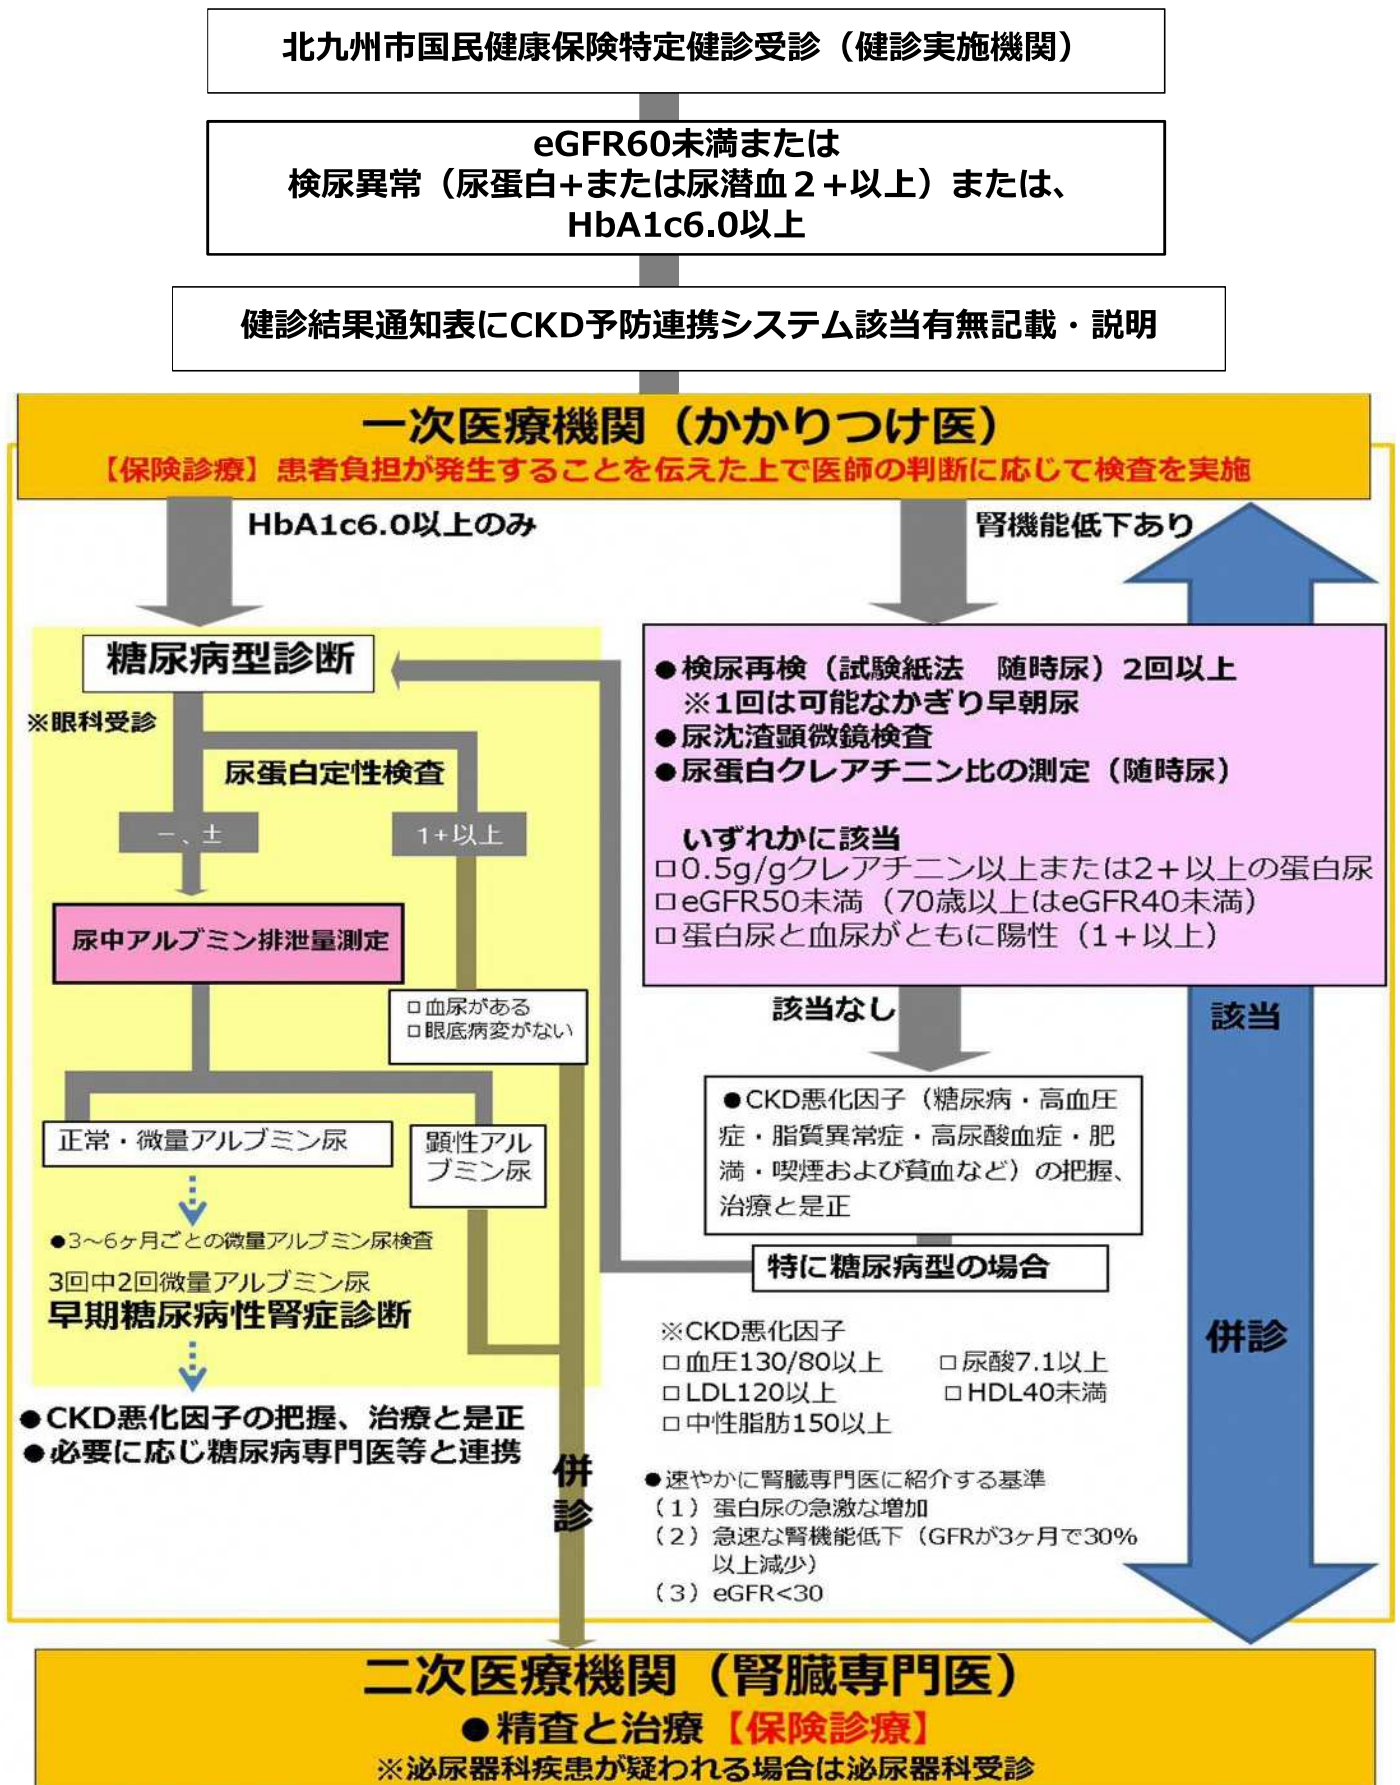 北九州市国民健康保険特定健診受診（健診実施機関）
eGFR60未満または
検尿異常（尿蛋白+または尿潜血２+以上）または、
HbA1c6.0以上
健診結果通知表にCKD予防連携システム該当有無記載・説明
一次医療機関（かかりつけ医）
【保険診療】患者負担が発生することを伝えた上で医師の判断に応じて検査を実施
HbA1c6.0以上のみ
腎機能低下あり
糖尿病型診断
※眼科受診
尿蛋白定性検査
－、±
1+以上
尿中アルブミン排泄量測定
□血尿がある
□眼底病変がない
正常・微量アルブミン尿
顕性アル
ブミン尿
●3～6ヶ月ごとの微量アルブミン尿検査
3回中2回微量アルブミン尿
早期糖尿病性腎症診断
●CKD悪化因子の把握、治療と是正
●必要に応じ糖尿病専門医等と連携
併
診
●検尿再検（試験紙法　随時尿）2回以上
※1回は可能なかぎり早朝尿
●尿沈渣顕微鏡検査
●尿蛋白クレアチニン比の測定（随時尿）
いずれかに該当
□0.5g/gクレアチニン以上または2+以上の蛋白尿
□eGFR50未満（70歳以上はeGFR40未満）
□蛋白尿と血尿がともに陽性（1+以上）
該当なし
該当
●CKD悪化因子（糖尿病・高血圧
症・脂質異常症・高尿酸血症・肥
満・喫煙および貧血など）の把握、
治療と是正
特に糖尿病型の場合
※CKD悪化因子
□血圧130/80以上　□尿酸7.1以上
□LDL120以上　□HDL40未満
□中性脂肪150以上
併診
●速やかに腎臓専門医に紹介する基準
（1）蛋白尿の急激な増加
（2）急速な腎機能低下（GFRが3ヶ月で30%
以上減少）
（3）eGFR<30
二次医療機関（腎臓専門医）
●精査と治療【保険診療】
※泌尿器科疾患が疑われる場合は泌尿器科受診